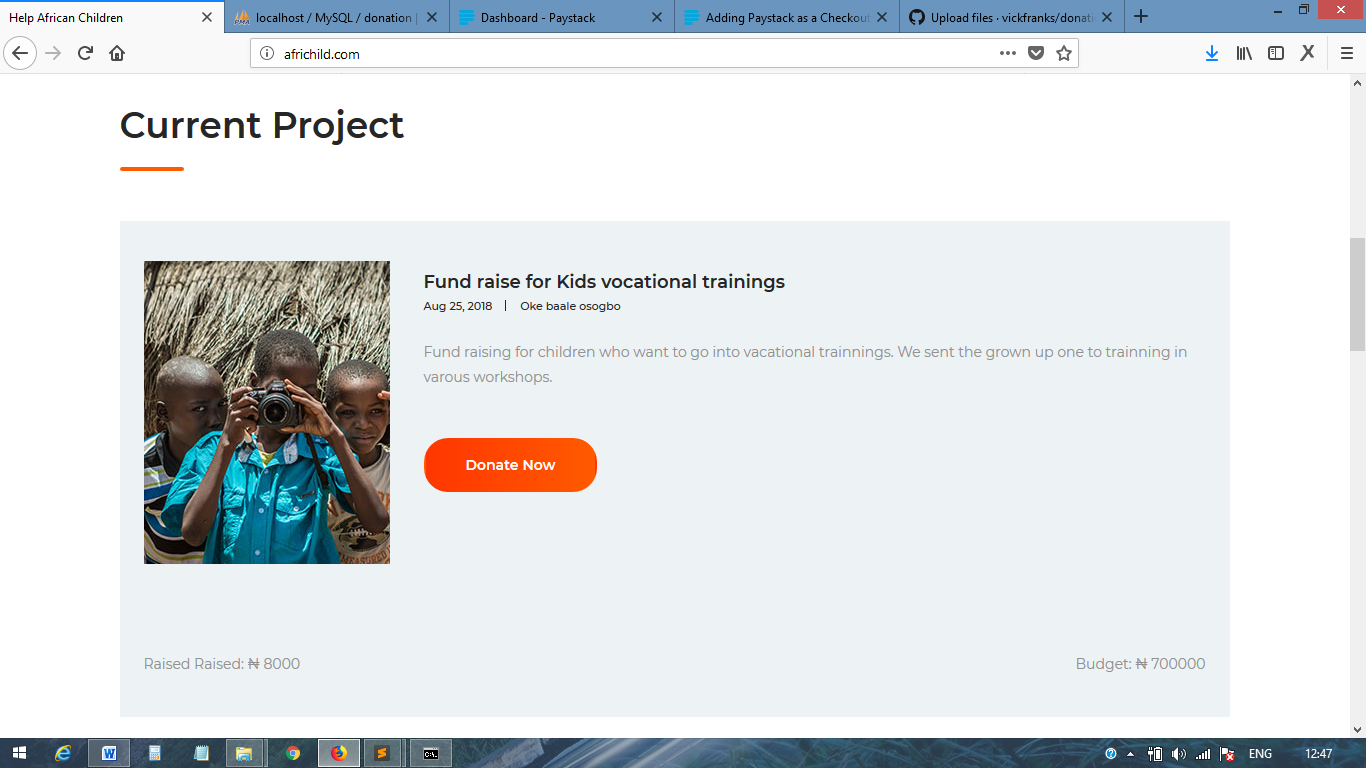 Help African Children
localhost / MySQL / donation |
Dashboard - Paystack
Adding Paystack as a Checkout
Upload files · vickfranks/donati
africhild.com
Current Project
Fund raise for Kids vocational trainings
Aug 25, 2018 | Oke baale osogbo
Fund raising for children who want to go into vacational trainnings. We sent the grown up one to trainning in
varous workshops.
Donate Now
Raised Raised: ₦ 8000
Budget: ₦ 700000
ENG
12:47